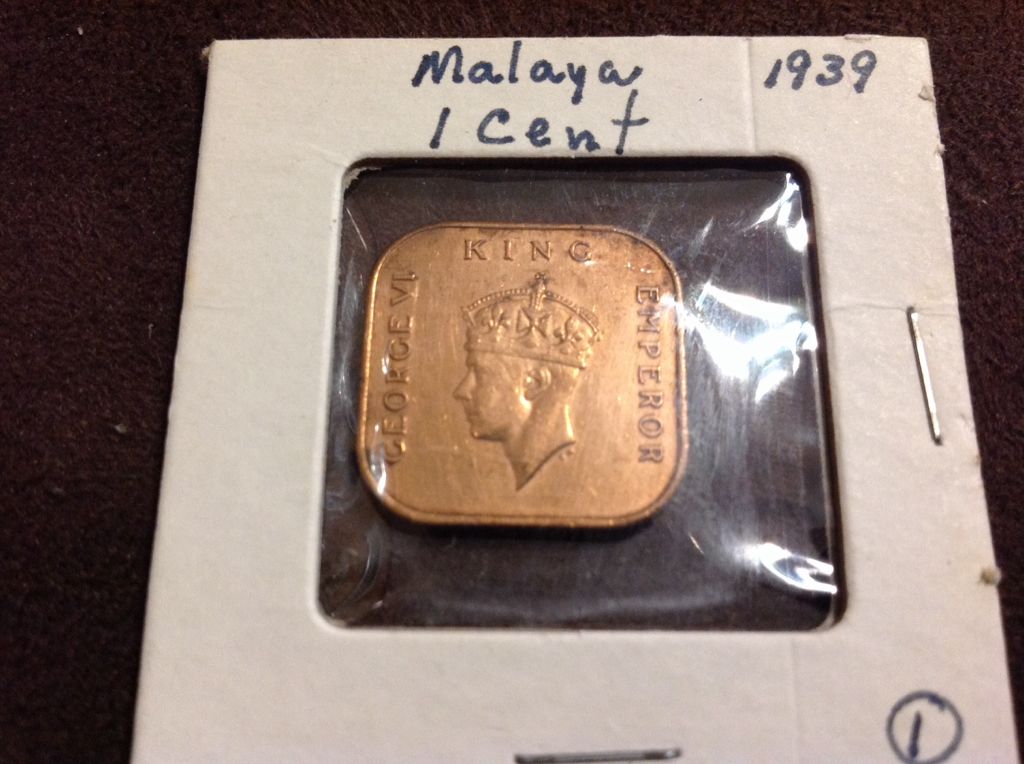 Malaya 1939
1 Cent
GEORGE VI
KING
EMPEROR
1